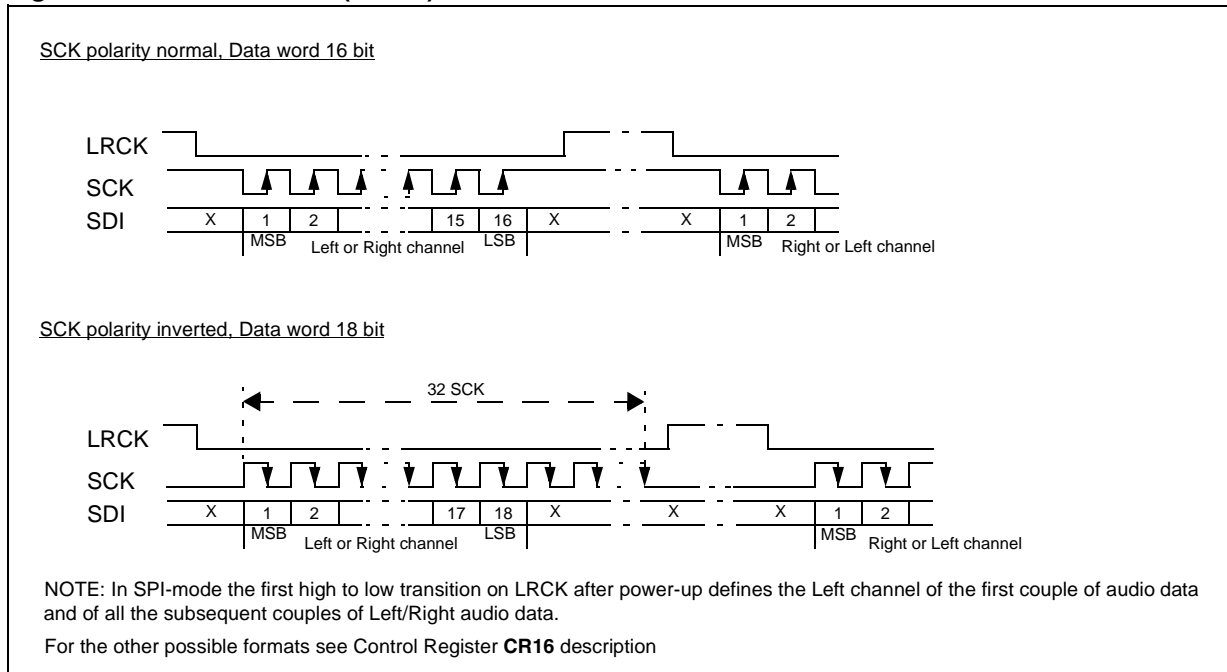 SCK polarity normal, Data word 16 bit
LRCK
SCK
SDI X 1 2 15 16 X X 1 2
MSB Left or Right channel LSB MSB Right or Left channel
SCK polarity inverted, Data word 18 bit
32 SCK
LRCK
SCK
SDI X 1 2 17 18 X X X 1 2
MSB Left or Right channel LSB MSB Right or Left channel
NOTE: In SPI-mode the first high to low transition on LRCK after power-up defines the Left channel of the first couple of audio data
and of all the subsequent couples of Left/Right audio data.
For the other possible formats see Control Register CR16 description